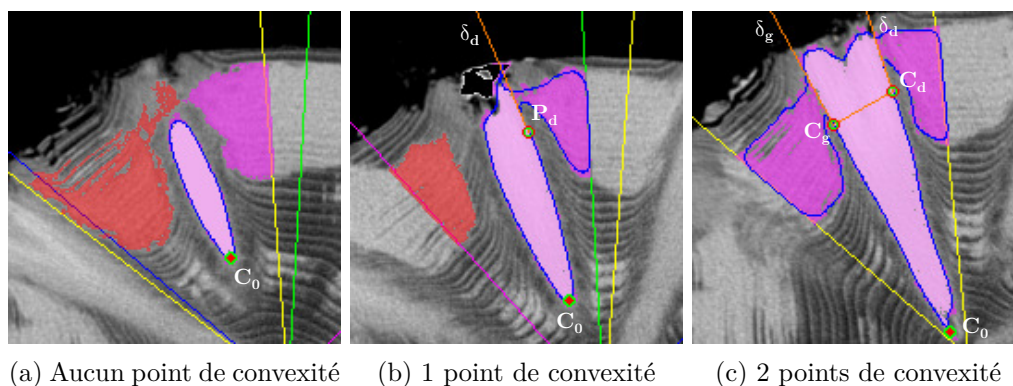 δd
δg
δd
Cd
Pd
Cg
C0
C0
C0
(a) Aucun point de convexité
(b) 1 point de convexité
(c) 2 points de convexité